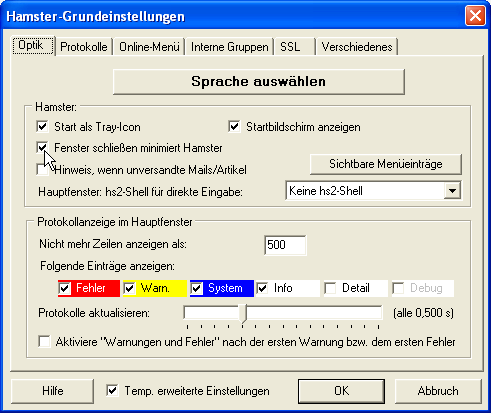 Hamster-Grundeinstellungen
Optik Protokolle Online-Menü Interne Gruppen SSL Verschiedenes
Sprache auswählen
Hamster:
Start als Tray-Icon Startbildschirm anzeigen
Fenster schließen minimiert Hamster
Hinweis, wenn unversandte Mails/Artikel Sichtbare Menüeinträge
Hauptfenster: hs2-Shell für direkte Eingabe: Keine hs2-Shell
Protokollanzeige im Hauptfenster
Nicht mehr Zeilen anzeigen als: 500
Folgende Einträge anzeigen:
Fehler Warn. System Info Detail Debug
Protokolle aktualisieren: (alle 0,500 s)
Aktiviere "Warnungen und Fehler" nach der ersten Warnung bzw. dem ersten Fehler
Hilfe Temp. erweiterte Einstellungen OK Abbruch